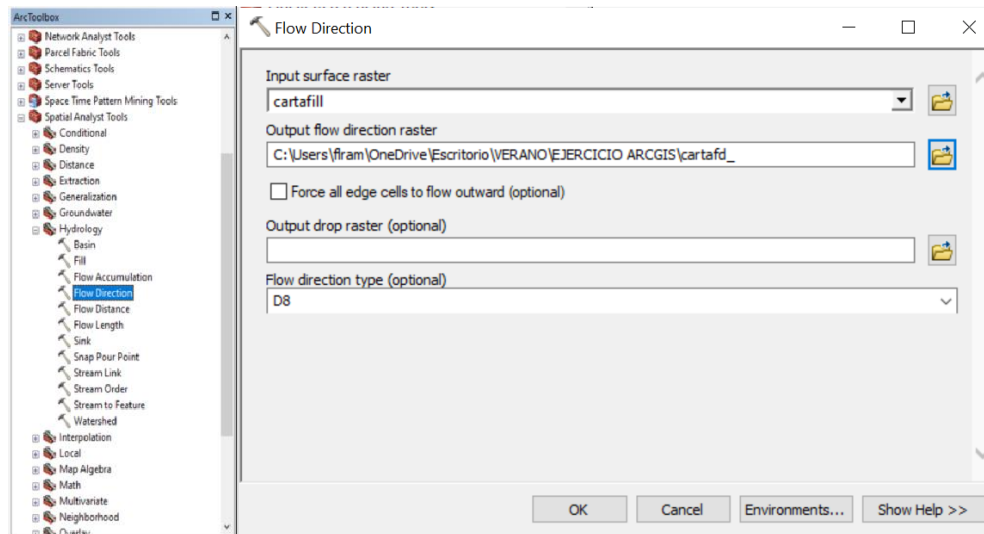 ArcToolbox
Network Analyst Tools
Parcel Fabric Tools
Schematics Tools
Server Tools
Space Time Pattern Mining Tools
Spatial Analyst Tools
Conditional
Density
Distance
Extraction
Generalization
Groundwater
Hydrology
Basin
Fill
Flow Accumulation
Flow Direction
Flow Distance
Flow Length
Sink
Snap Pour Point
Stream Link
Stream Order
Stream to Feature
Watershed
Interpolation
Local
Map Algebra
Math
Multivariate
Neighborhood
Overlay
Flow Direction
Input surface raster
cartafill
Output flow direction raster
C:\Users\flram\OneDrive\Escritorio\VERANO\EJERCICIO ARCGIS\cartafd_
Force all edge cells to flow outward (optional)
Output drop raster (optional)
Flow direction type (optional)
D8
OK
Cancel
Environments...
Show Help >>